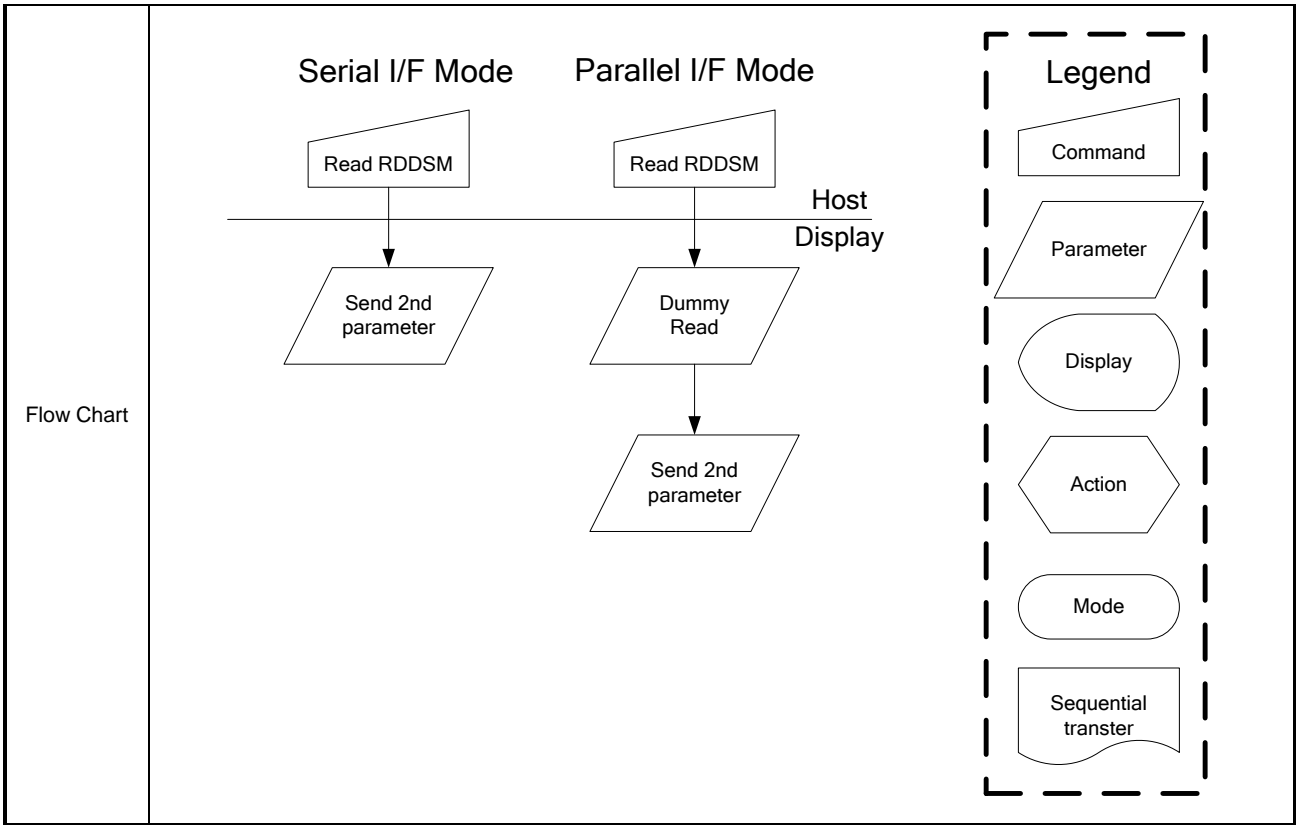 Flow Chart
Serial I/F Mode
Read RDDSM
Send 2nd
parameter
Parallel I/F Mode
Read RDDSM
Host
Display
Dummy
Read
Send 2nd
parameter
Legend
Command
Parameter
Display
Action
Mode
Sequential
transter